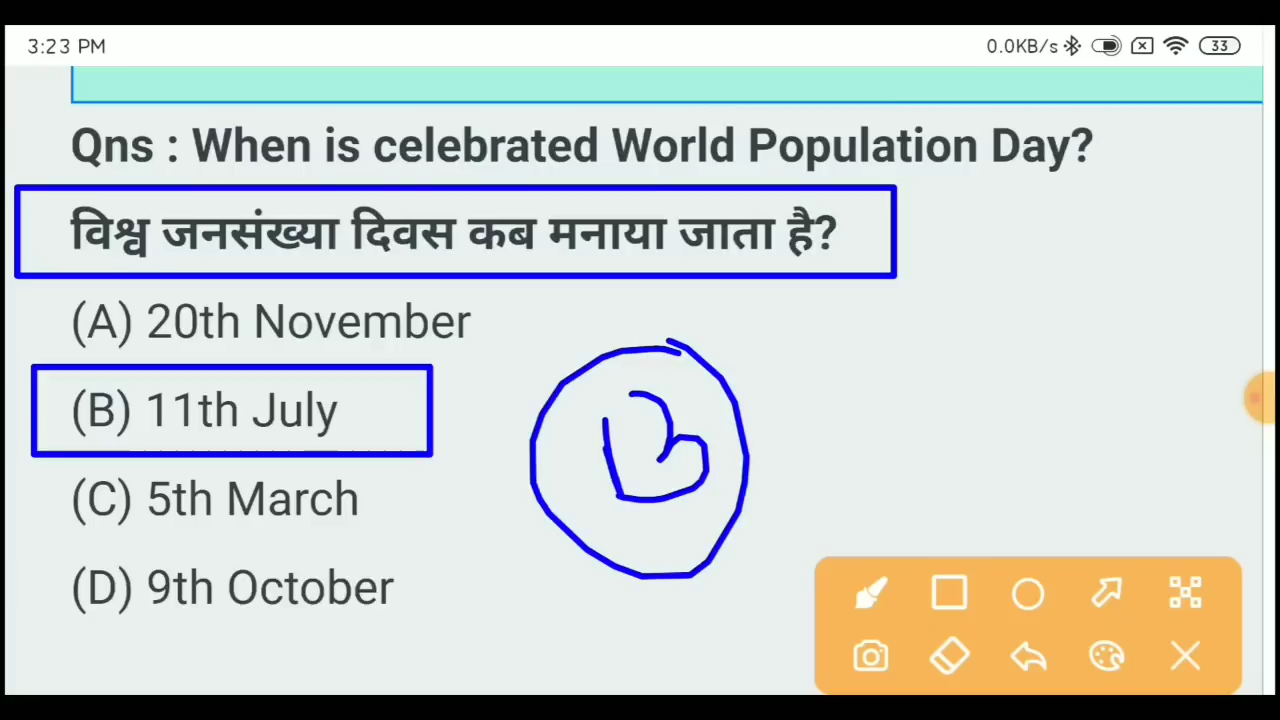 3:23 PM 0.0KB/s 33
Qns : When is celebrated World Population Day?
विश्व जनसंख्या दिवस कब मनाया जाता है?
(A) 20th November
(B) 11th July
(C) 5th March
(D) 9th October
B